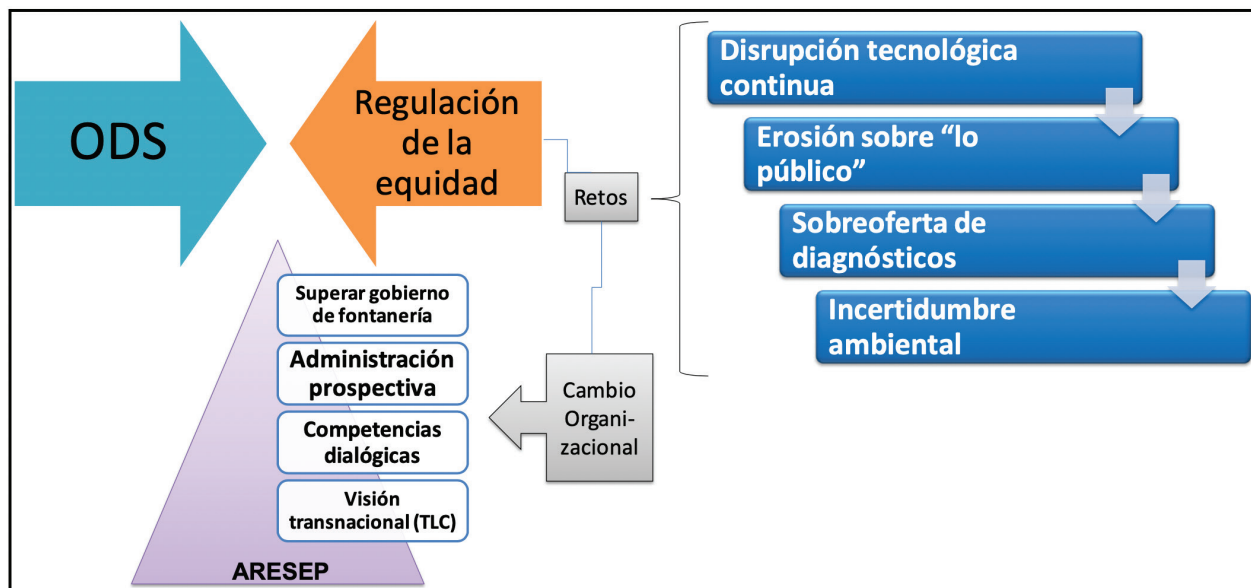 ODS
Regulación
de la
equidad
Retos
Disrupción tecnológica
continua
Erosión sobre “lo
público”
Sobreoferta de
diagnósticos
Incertidumbre
ambiental
Superar gobierno
de fontanería
Administración
prospectiva
Competencias
dialógicas
Visión
transnacional (TLC)
ARESEP
Cambio
Organi-
zacional